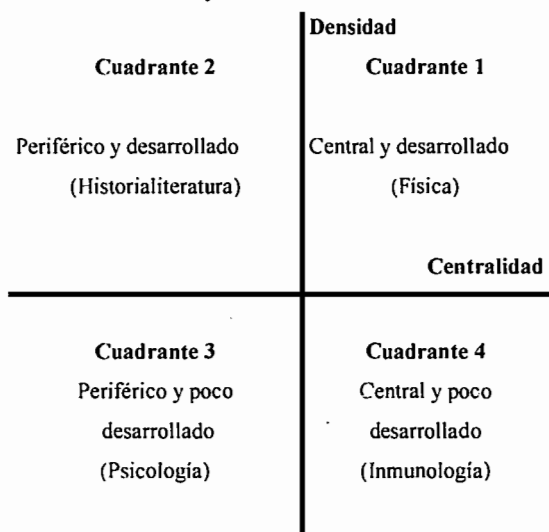 Densidad
Cuadrante 2
Cuadrante 1
Periférico y desarrollado
(Historialiteratura)
Central y desarrollado
(Física)
Centralidad
Cuadrante 3
Periférico y poco
desarrollado
(Psicología)
Cuadrante 4
Central y poco
desarrollado
(Inmunología)